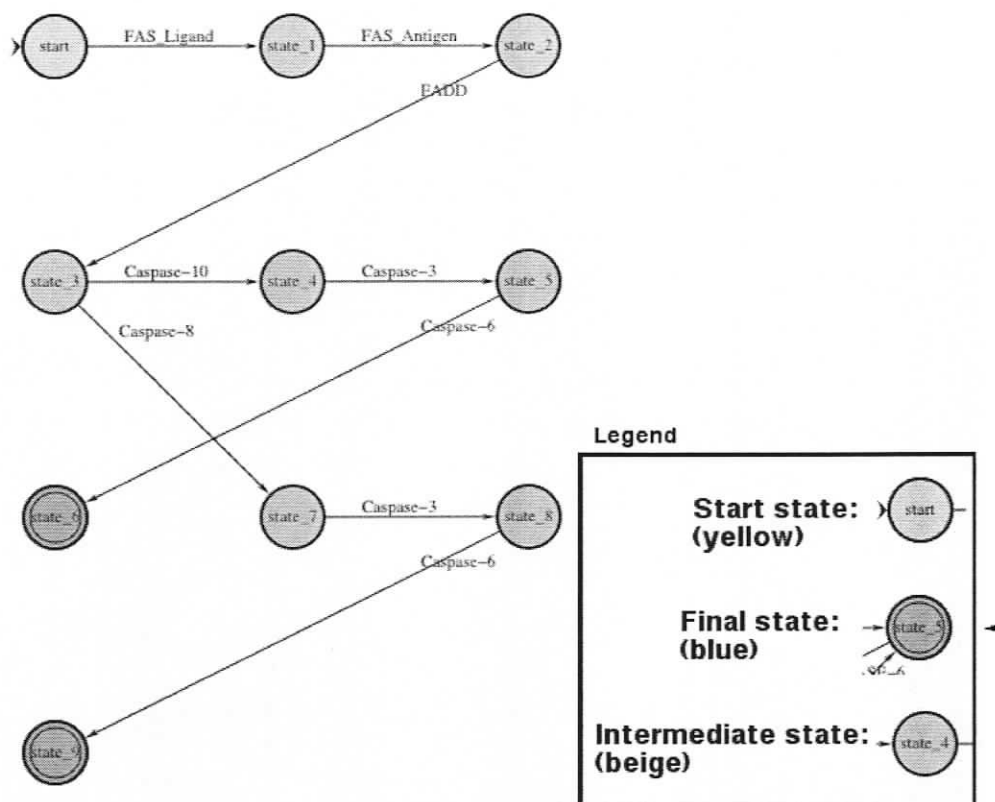 start FAS_Ligand state_1 FAS_Antigen state_2
FADD
state_3 Caspase-10 state_4 Caspase-3 state_5
Caspase-8 Caspase-6
Legend
state_6 state_7 Caspase-3 state_8
Start state: start
(yellow)
Caspase-6
Final state: state_5
(blue)
state_9
Intermediate state: state_4
(beige)